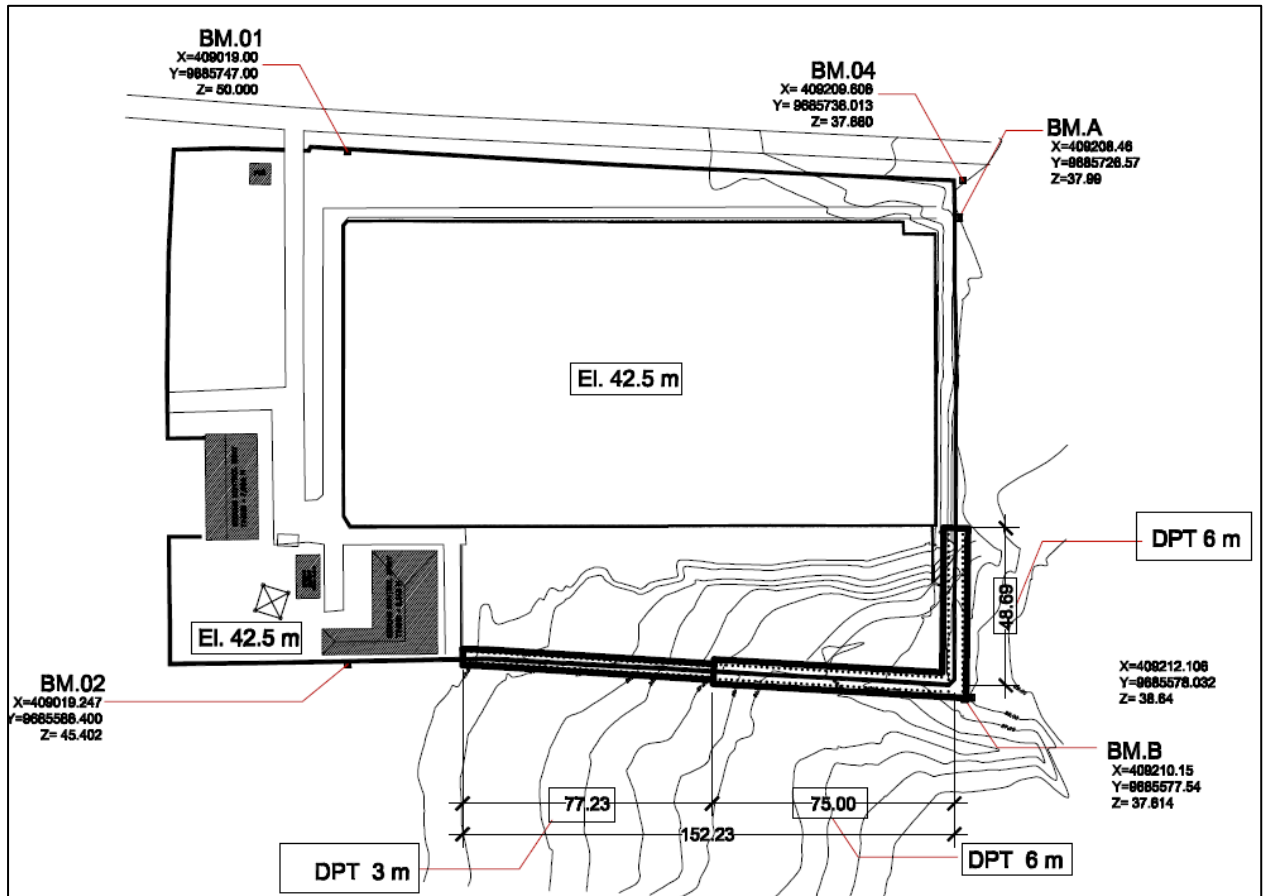 BM.01
X=409019.00
Y=9685747.00
Z= 50.000
BM.04
X= 409209.606
Y= 9685736.013
Z= 37.660
BM.A
X=409208.46
Y=9685726.57
Z=37.99
El. 42.5 m
DPT 6 m
48.69
El. 42.5 m
BM.02
X=409019.247
Y=9685586.400
Z= 45.402
X=409212.106
Y=9685578.032
Z= 38.64
BM.B
X=409210.15
Y=9685577.54
Z= 37.614
77.23
75.00
152.23
DPT 3 m
DPT 6 m